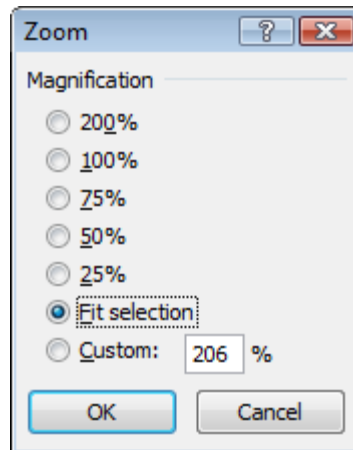 Zoom ?
Magnification
200%
100%
75%
50%
25%
Fit selection
Custom: 206 %
OK Cancel